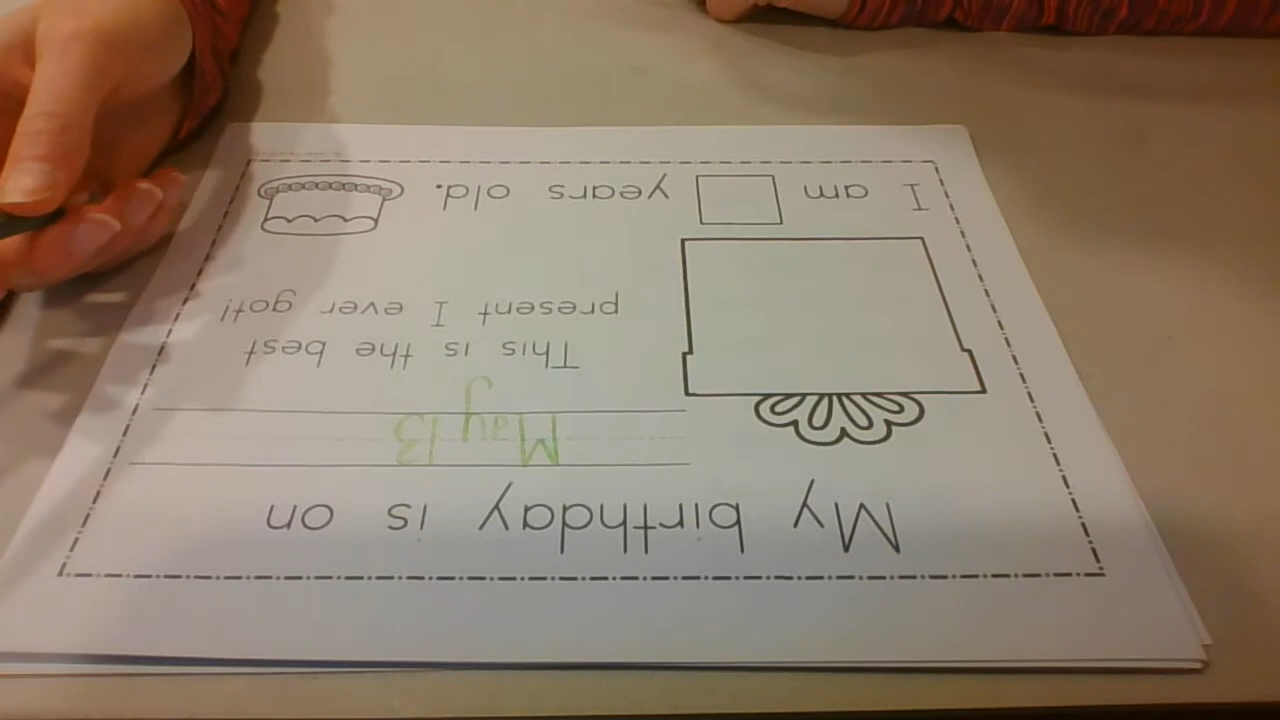 My birthday is on
May 13
This is the best
present I ever got!
I am years old.